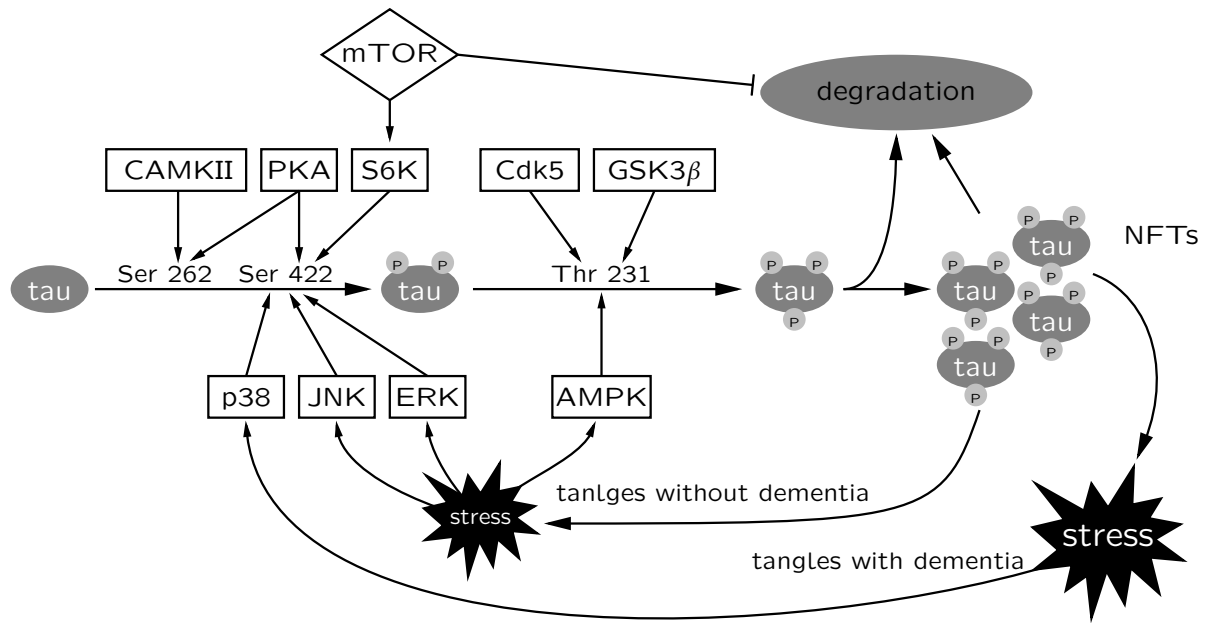 mTOR
degradation
CAMKII
PKA
S6K
Cdk5
GSK3β
NFTs
tau
Ser 262
Ser 422
P
P
tau
Thr 231
P
P
P
tau
P
P
P
tau
P
P
P
tau
P
P
P
tau
P
P
P
tau
p38
JNK
ERK
AMPK
tanlges without dementia
stress
stress
tangles with dementia